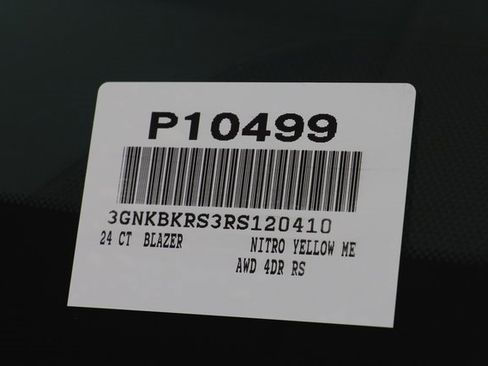 P10499
3GNKBKRS3RS120410
24 CT BLAZER NITRO YELLOW ME
AWD 4DR RS